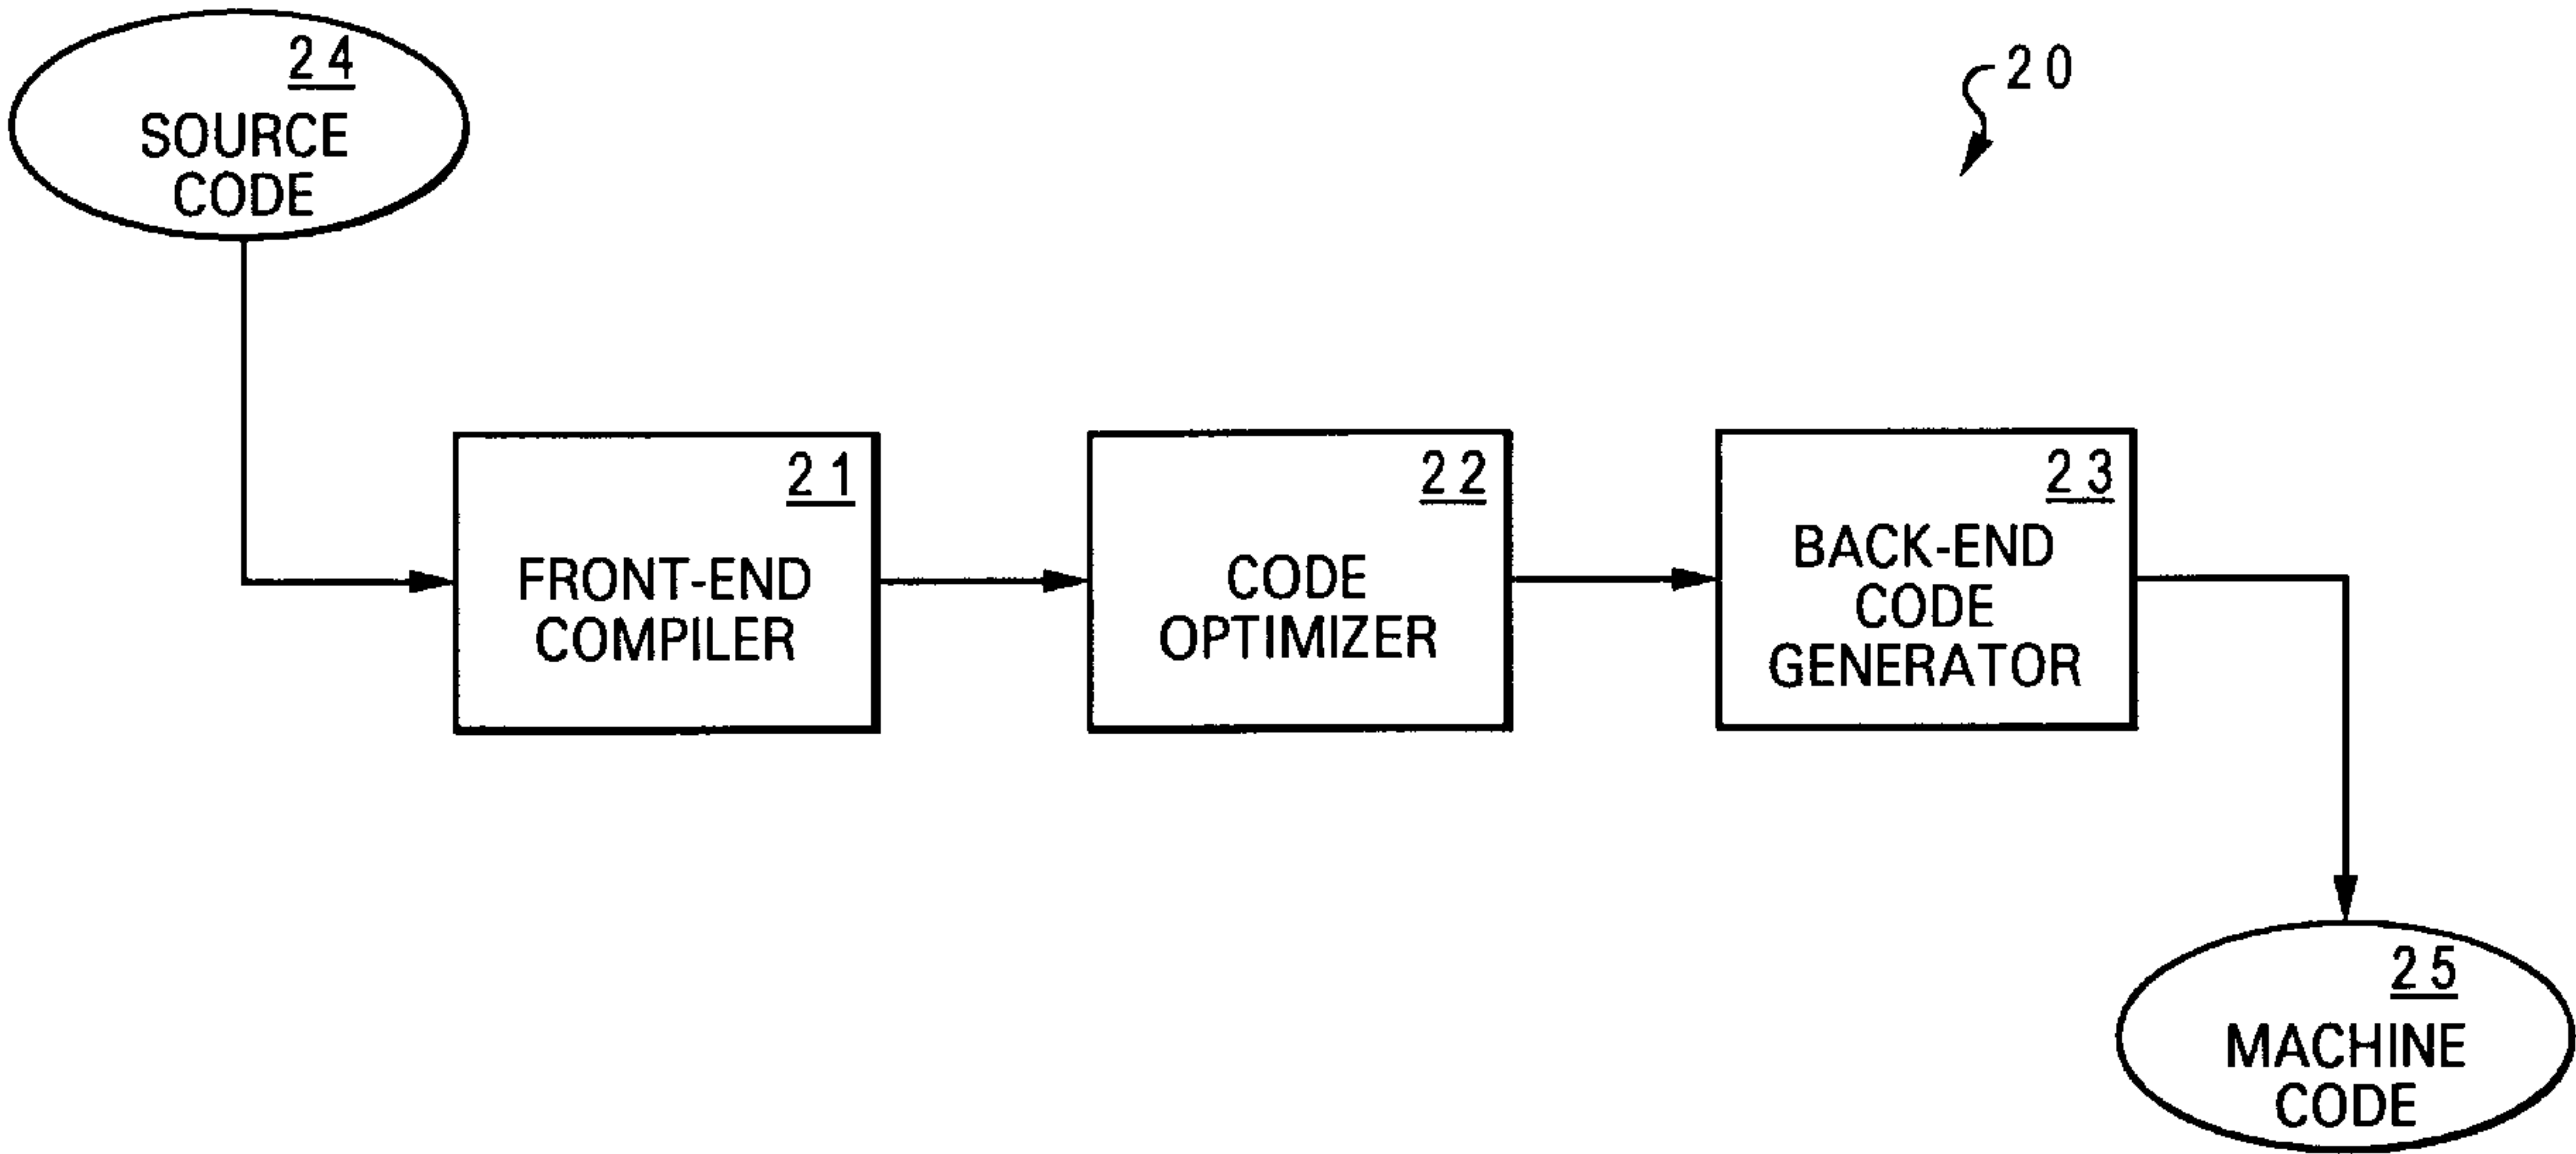 24
SOURCE
CODE
20
21
FRONT-END
COMPILER
22
CODE
OPTIMIZER
23
BACK-END
CODE
GENERATOR
25
MACHINE
CODE